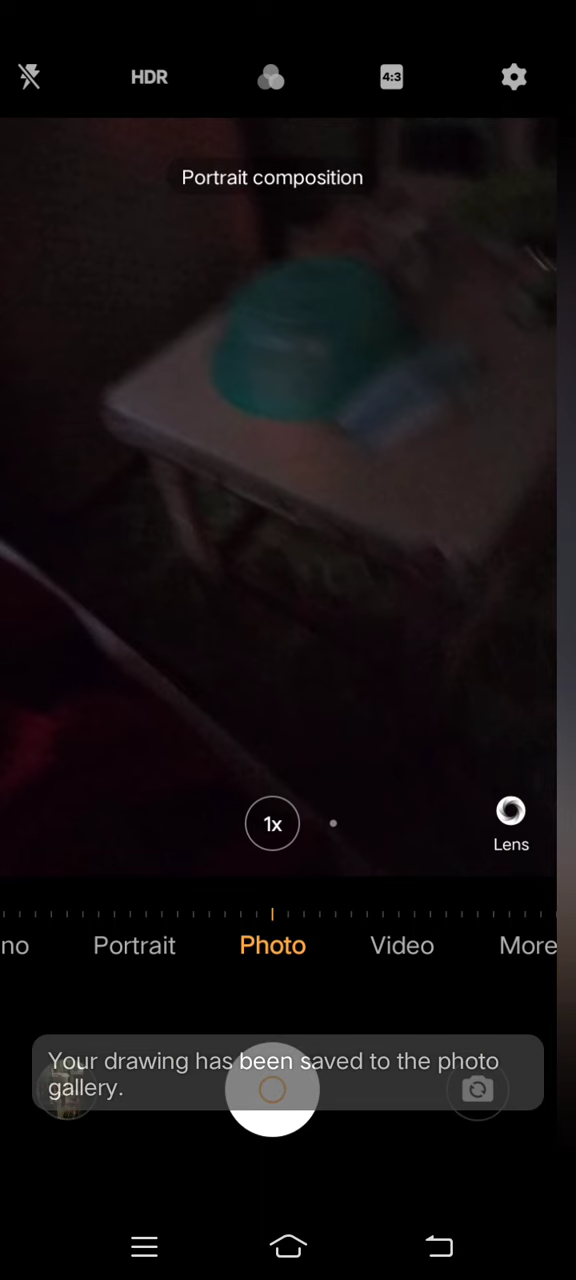 HDR
4:3
Portrait composition
1x
Lens
no
Portrait
Photo
Video
More
Your drawing has been saved to the photo
gallery.